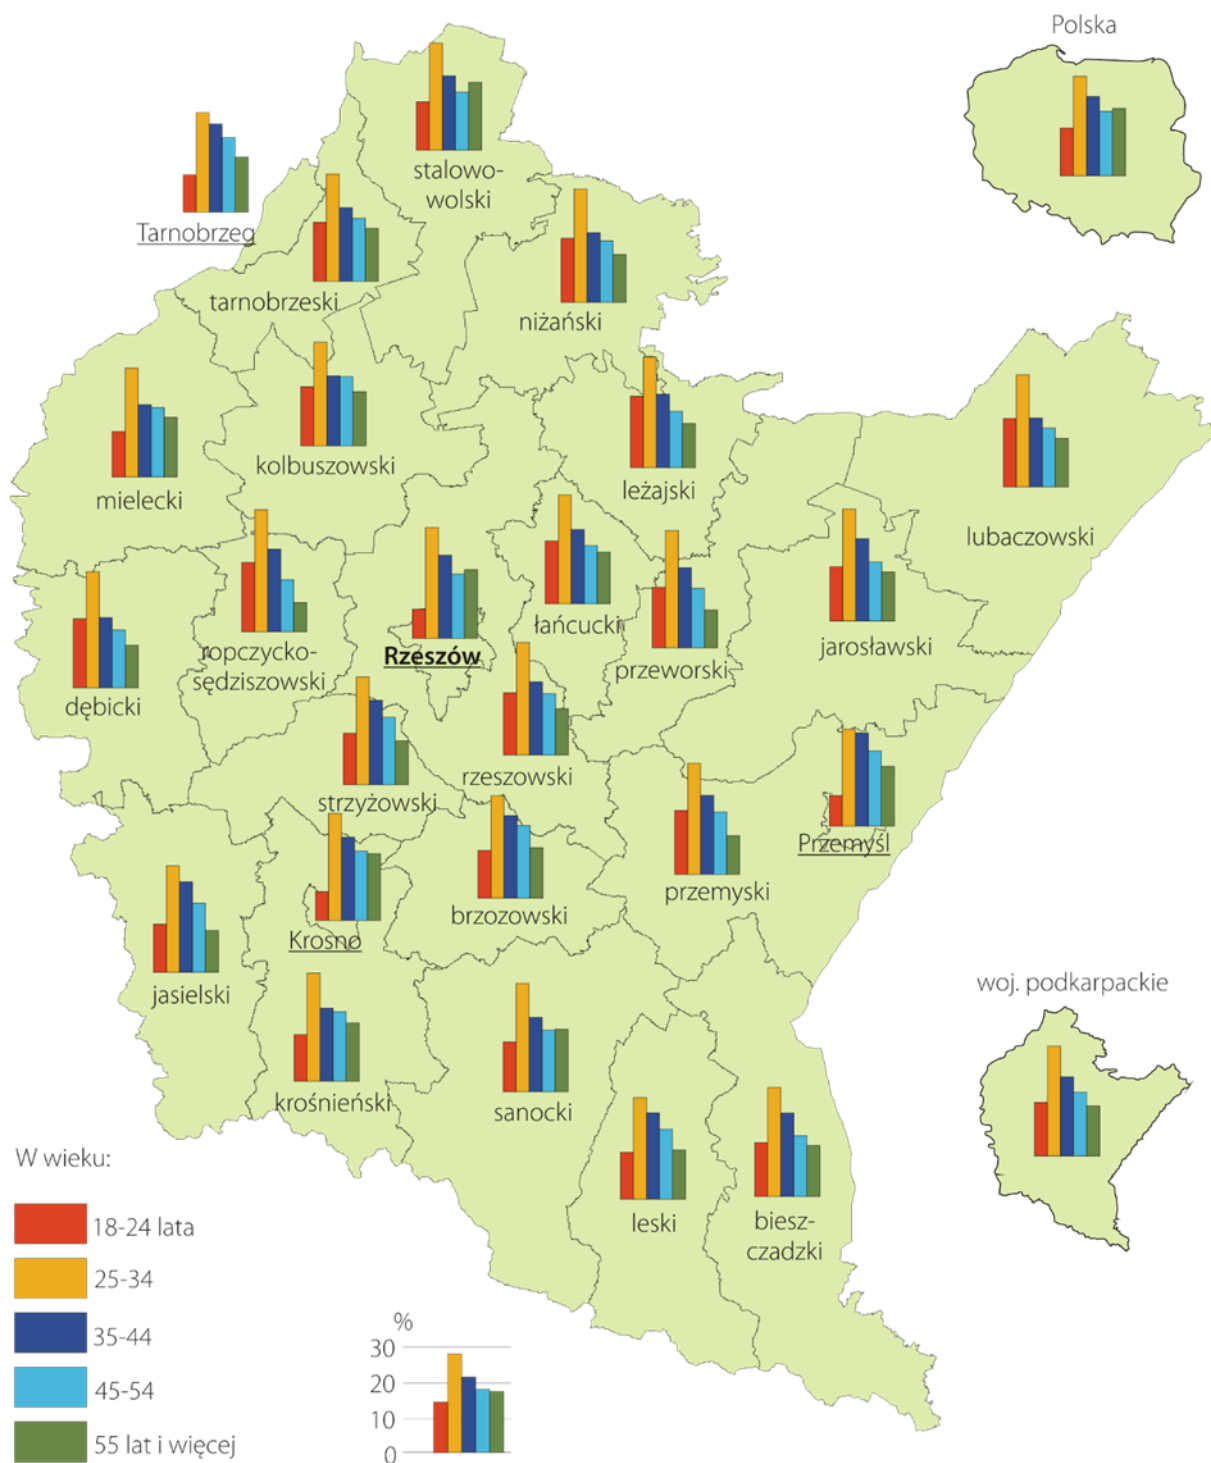 Polska
stalowo-
wolski
Tarnobrzeg
tarnobrzeski
niżański
kolbuszowski
mielecki
leżajski
lubaczowski
łańcucki
ropczycko-
sędziszowski
Rzeszów
przeworski
jarosławski
dębicki
rzeszowski
strzyżowski
Przemyśl
przemyski
brzozowski
Krosno
jasielski
woj. podkarpackie
krośnieński
sanocki
leski
biesz-
czadzki
W wieku:
18-24 lata
25-34
35-44
45-54
55 lat i więcej
%
30
20
10
0